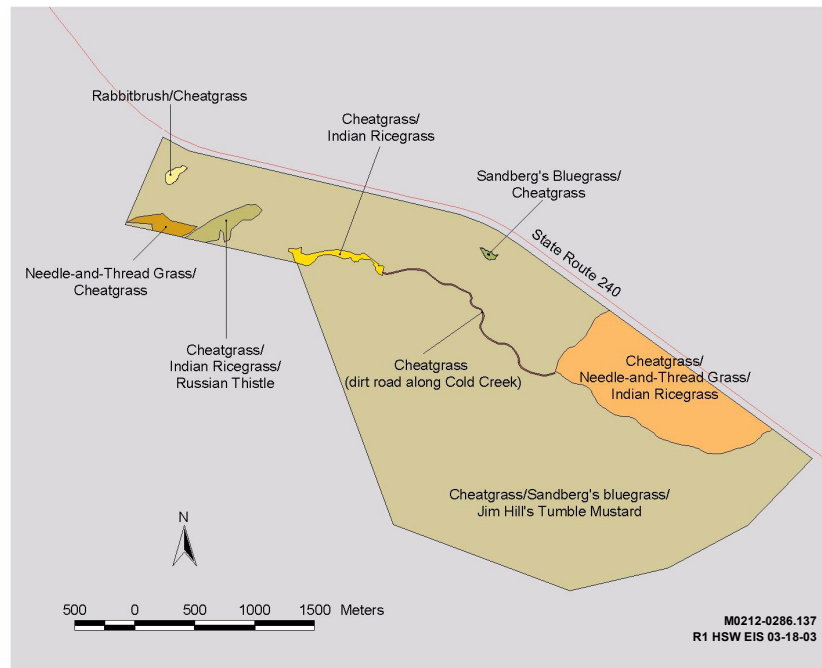 Rabbitbrush/Cheatgrass
Cheatgrass/
Indian Ricegrass
Sandberg's Bluegrass/
Cheatgrass
State Route 240
Needle-and-Thread Grass/
Cheatgrass
Cheatgrass/
Indian Ricegrass/
Russian Thistle
Cheatgrass
(dirt road along Cold Creek)
Cheatgrass/
Needle-and-Thread Grass/
Indian Ricegrass
Cheatgrass/Sandberg's bluegrass/
Jim Hill's Tumble Mustard
N
500 0 500 1000 1500 Meters
M0212-0286.137
R1 HSW EIS 03-18-03